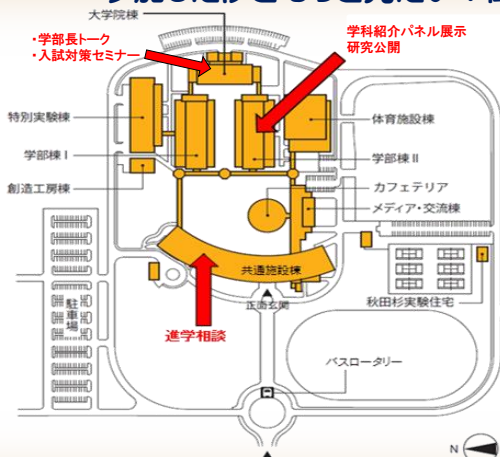 ・学部長トーク
・入試対策セミナー
大学院棟
学科紹介パネル展示
研究公開
特別実験棟
体育施設棟
学部棟Ⅰ
学部棟Ⅱ
創造工房棟
カフェテリア
メディア・交流棟
共通施設棟
駐車場
正面玄関
秋田杉実験住宅
進学相談
バスロータリー
N